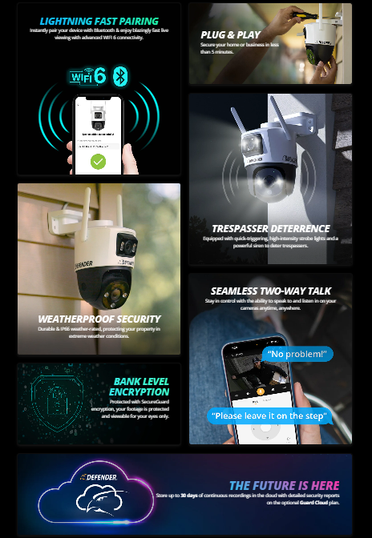 LIGHTNING FAST PAIRING
Instantly pair your device with Bluetooth & enjoy blazingly fast live
viewing with advanced WiFi 6 connectivity.
WiFi 6
PLUG & PLAY
Secure your home or business in less
than 5 minutes.
TRESPASSER DETERRENCE
Equipped with quick-triggering, high-intensity strobe lights and a
powerful siren to deter trespassers.
DEFENDER
WEATHERPROOF SECURITY
Durable & IP66 weather-rated, protecting your property in
extreme weather conditions.
SEAMLESS TWO-WAY TALK
Stay in control with the ability to speak to and listen in on your
cameras anytime, anywhere.
“No problem!”
“Please leave it on the step”
BANK LEVEL
ENCRYPTION
Protected with SecureGuard
encryption, your footage is protected
and viewable for your eyes only.
DEFENDER
THE FUTURE IS HERE
Store up to 30 days of continuous recordings in the cloud with detailed security reports
on the optional Guard Cloud plan.